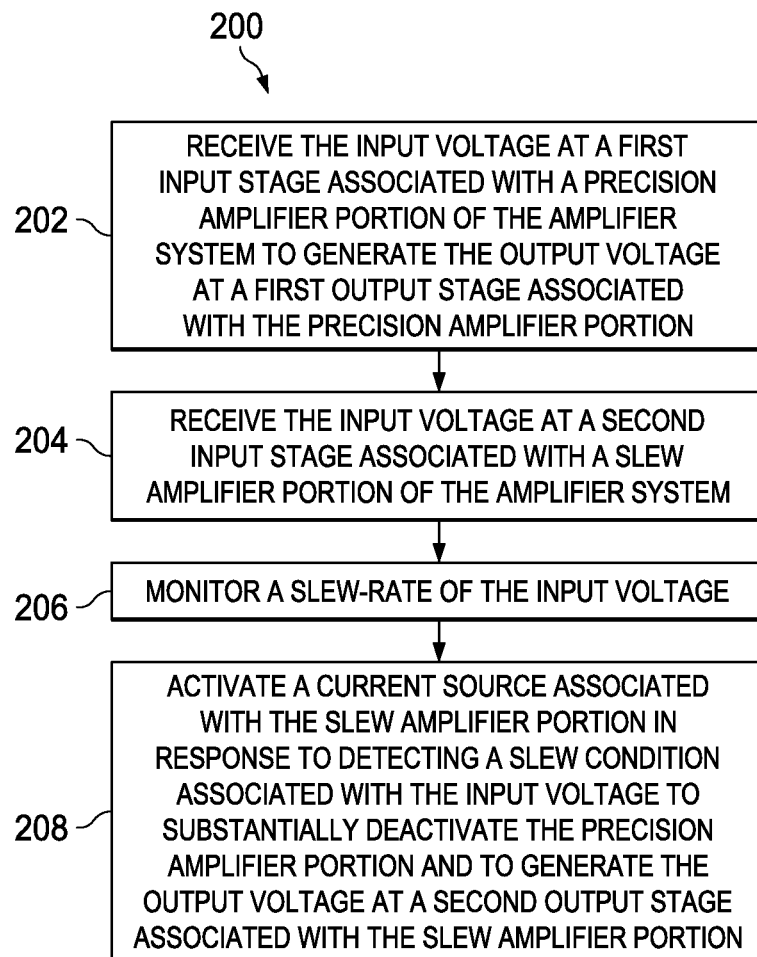 200
202
RECEIVE THE INPUT VOLTAGE AT A FIRST
INPUT STAGE ASSOCIATED WITH A PRECISION
AMPLIFIER PORTION OF THE AMPLIFIER
SYSTEM TO GENERATE THE OUTPUT VOLTAGE
AT A FIRST OUTPUT STAGE ASSOCIATED
WITH THE PRECISION AMPLIFIER PORTION
204
RECEIVE THE INPUT VOLTAGE AT A SECOND
INPUT STAGE ASSOCIATED WITH A SLEW
AMPLIFIER PORTION OF THE AMPLIFIER SYSTEM
206
MONITOR A SLEW-RATE OF THE INPUT VOLTAGE
208
ACTIVATE A CURRENT SOURCE ASSOCIATED
WITH THE SLEW AMPLIFIER PORTION IN
RESPONSE TO DETECTING A SLEW CONDITION
ASSOCIATED WITH THE INPUT VOLTAGE TO
SUBSTANTIALLY DEACTIVATE THE PRECISION
AMPLIFIER PORTION AND TO GENERATE THE
OUTPUT VOLTAGE AT A SECOND OUTPUT STAGE
ASSOCIATED WITH THE SLEW AMPLIFIER PORTION